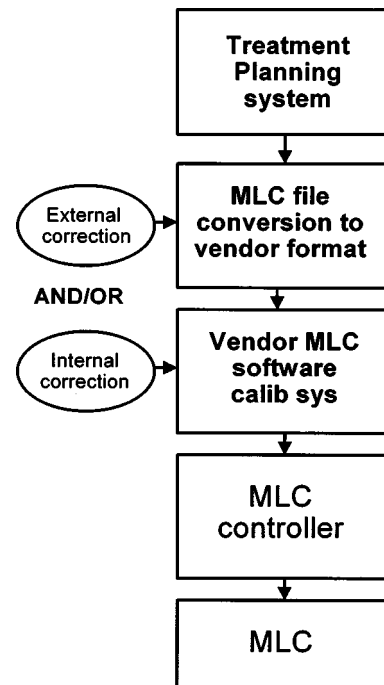 Treatment
Planning
system
External
correction
MLC file
conversion to
vendor format
AND/OR
Internal
correction
Vendor MLC
software
calib sys
MLC
controller
MLC